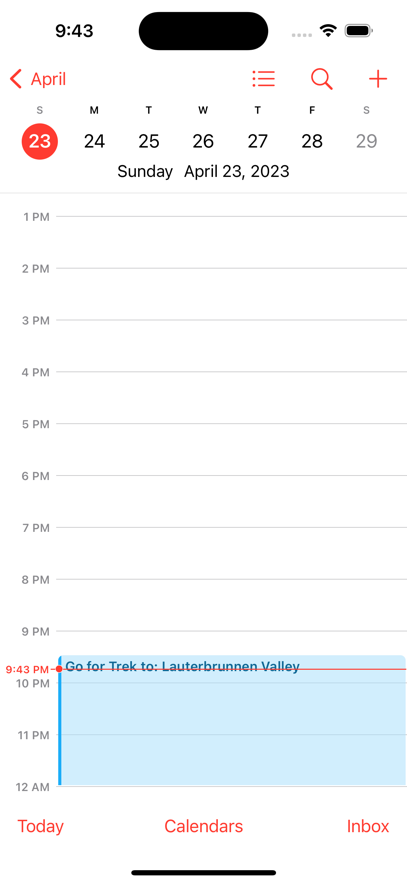 9:43
April
S M T W T F S
23 24 25 26 27 28 29
Sunday April 23, 2023
1 PM
2 PM
3 PM
4 PM
5 PM
6 PM
7 PM
8 PM
9 PM
Go for Trek to: Lauterbrunnen Valley
9:43 PM
10 PM
11 PM
12 AM
Today Calendars Inbox